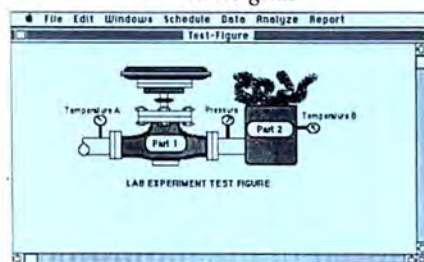 File Edit Windows Schedule Data Analyze Report
Test-Figure
Temperature A
Pressure
Temperature B
Part 1
Part 2
LAB EXPERIMENT TEST FIGURE